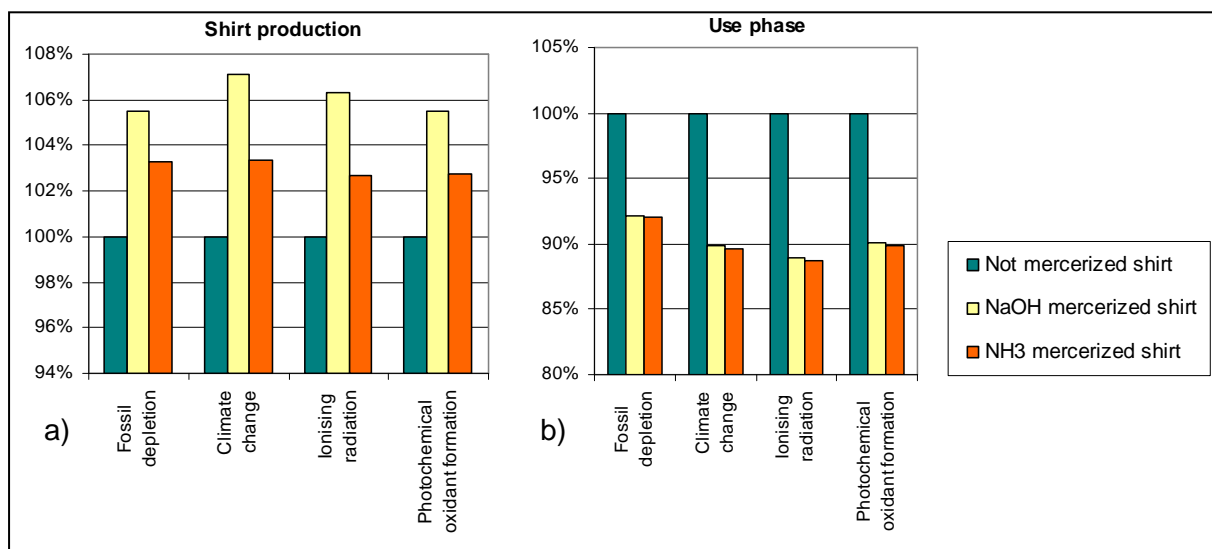 Shirt production
108%
106%
104%
102%
100%
98%
96%
94%
Fossil
depletion
Climate
change
Ionising
radiation
Photochemical
oxidant formation
a)
Use phase
105%
100%
95%
90%
85%
80%
Fossil
depletion
Climate
change
Ionising
radiation
Photochemical
oxidant formation
b)
Not mercerized shirt
NaOH mercerized shirt
NH3 mercerized shirt